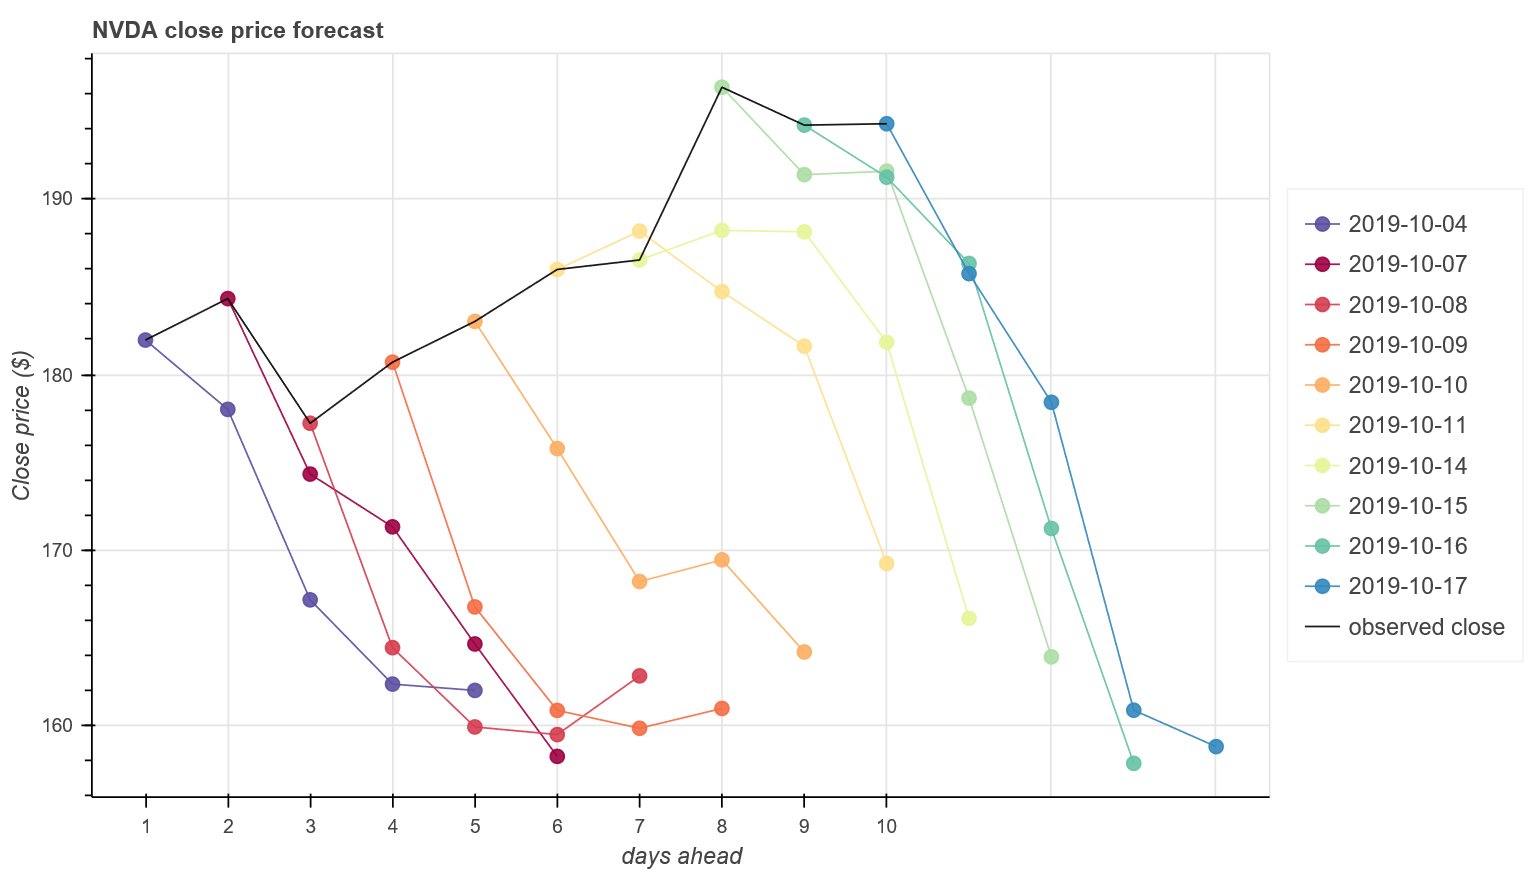 NVDA close price forecast
Close price ($)
190
180
170
160
1 2 3 4 5 6 7 8 9 10
days ahead
2019-10-04
2019-10-07
2019-10-08
2019-10-09
2019-10-10
2019-10-11
2019-10-14
2019-10-15
2019-10-16
2019-10-17
observed close